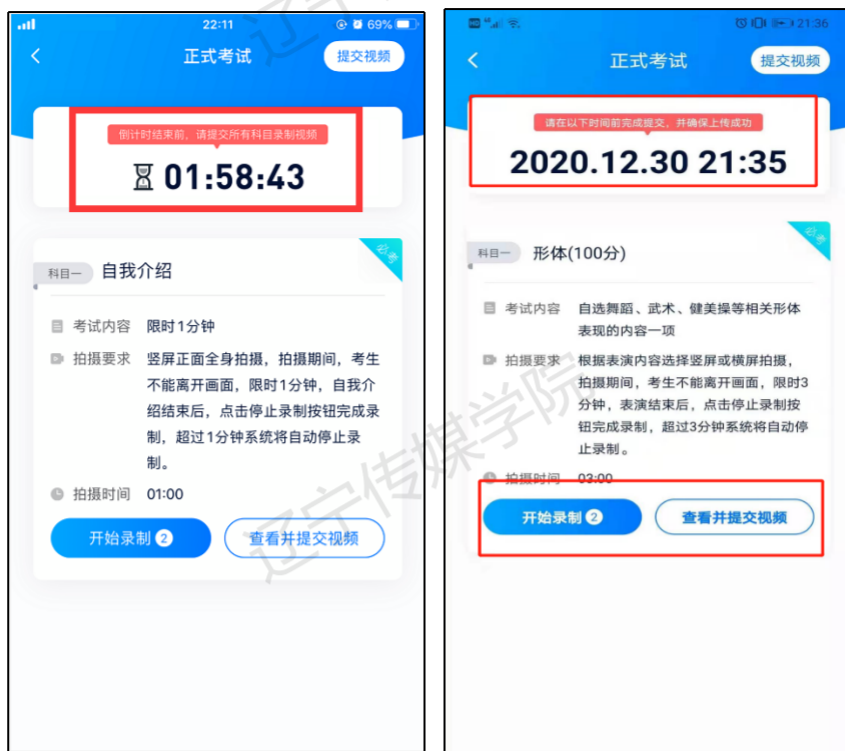 22:11
69%
正式考试
提交视频
倒计时结束前，请提交所有科目录制视频
01:58:43
必考
科目一
自我介绍
考试内容 限时1分钟
拍摄要求 竖屏正面全身拍摄，拍摄期间，考生
不能离开画面，限时1分钟，自我介
绍结束后，点击停止录制按钮完成录
制，超过1分钟系统将自动停止录
制。
拍摄时间 01:00
开始录制 2
查看并提交视频
21:36
正式考试
提交视频
请在以下时间前完成提交，并确保上传成功
2020.12.30 21:35
必考
科目一
形体(100分)
考试内容 自选舞蹈、武术、健美操等相关形体
表现的内容一项
拍摄要求 根据表演内容选择竖屏或横屏拍摄，
拍摄期间，考生不能离开画面，限时3
分钟，表演结束后，点击停止录制按
钮完成录制，超过3分钟系统将自动停
止录制。
拍摄时间 03:00
开始录制 2
查看并提交视频
辽宁传媒学院